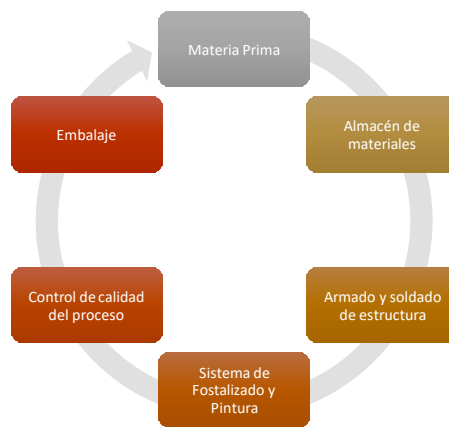 Materia Prima
Almacén de
materiales
Armado y soldado
de estructura
Sistema de
Fostalizado y
Pintura
Control de calidad
del proceso
Embalaje